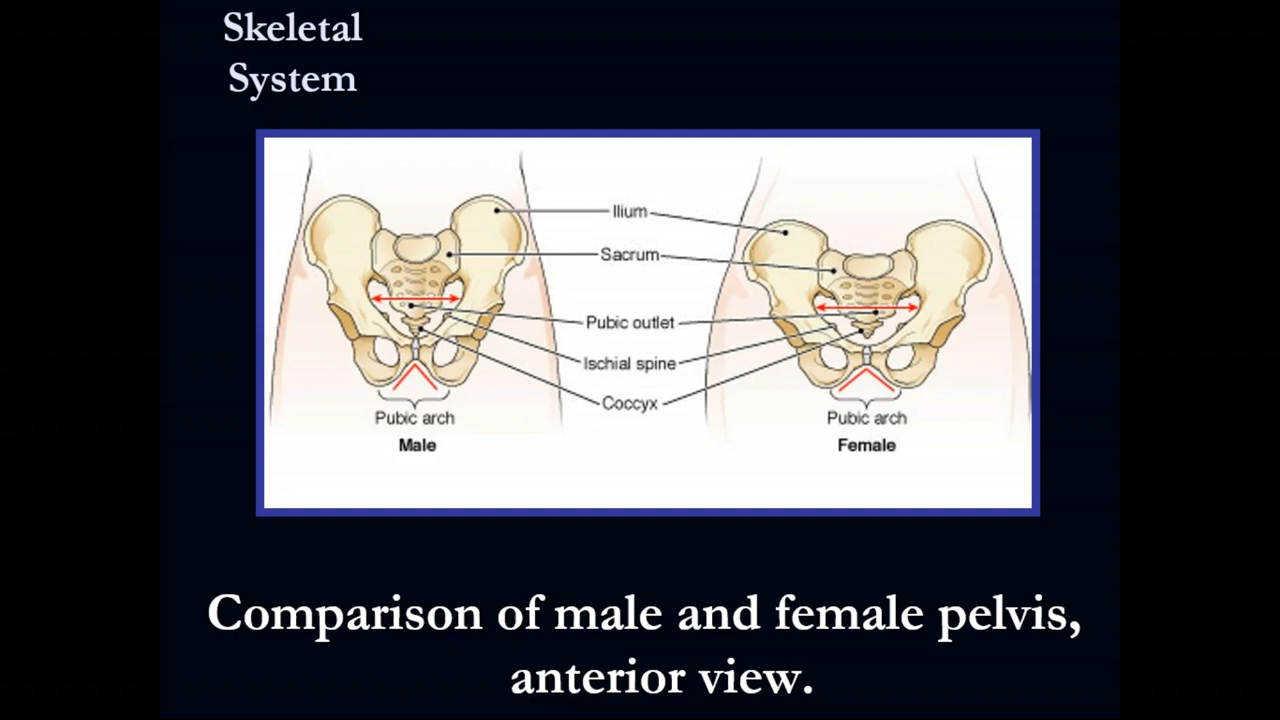 Skeletal
System
Ilium
Sacrum
Pubic outlet
Ischial spine
Coccyx
Pubic arch
Male
Pubic arch
Female
Comparison of male and female pelvis,
anterior view.